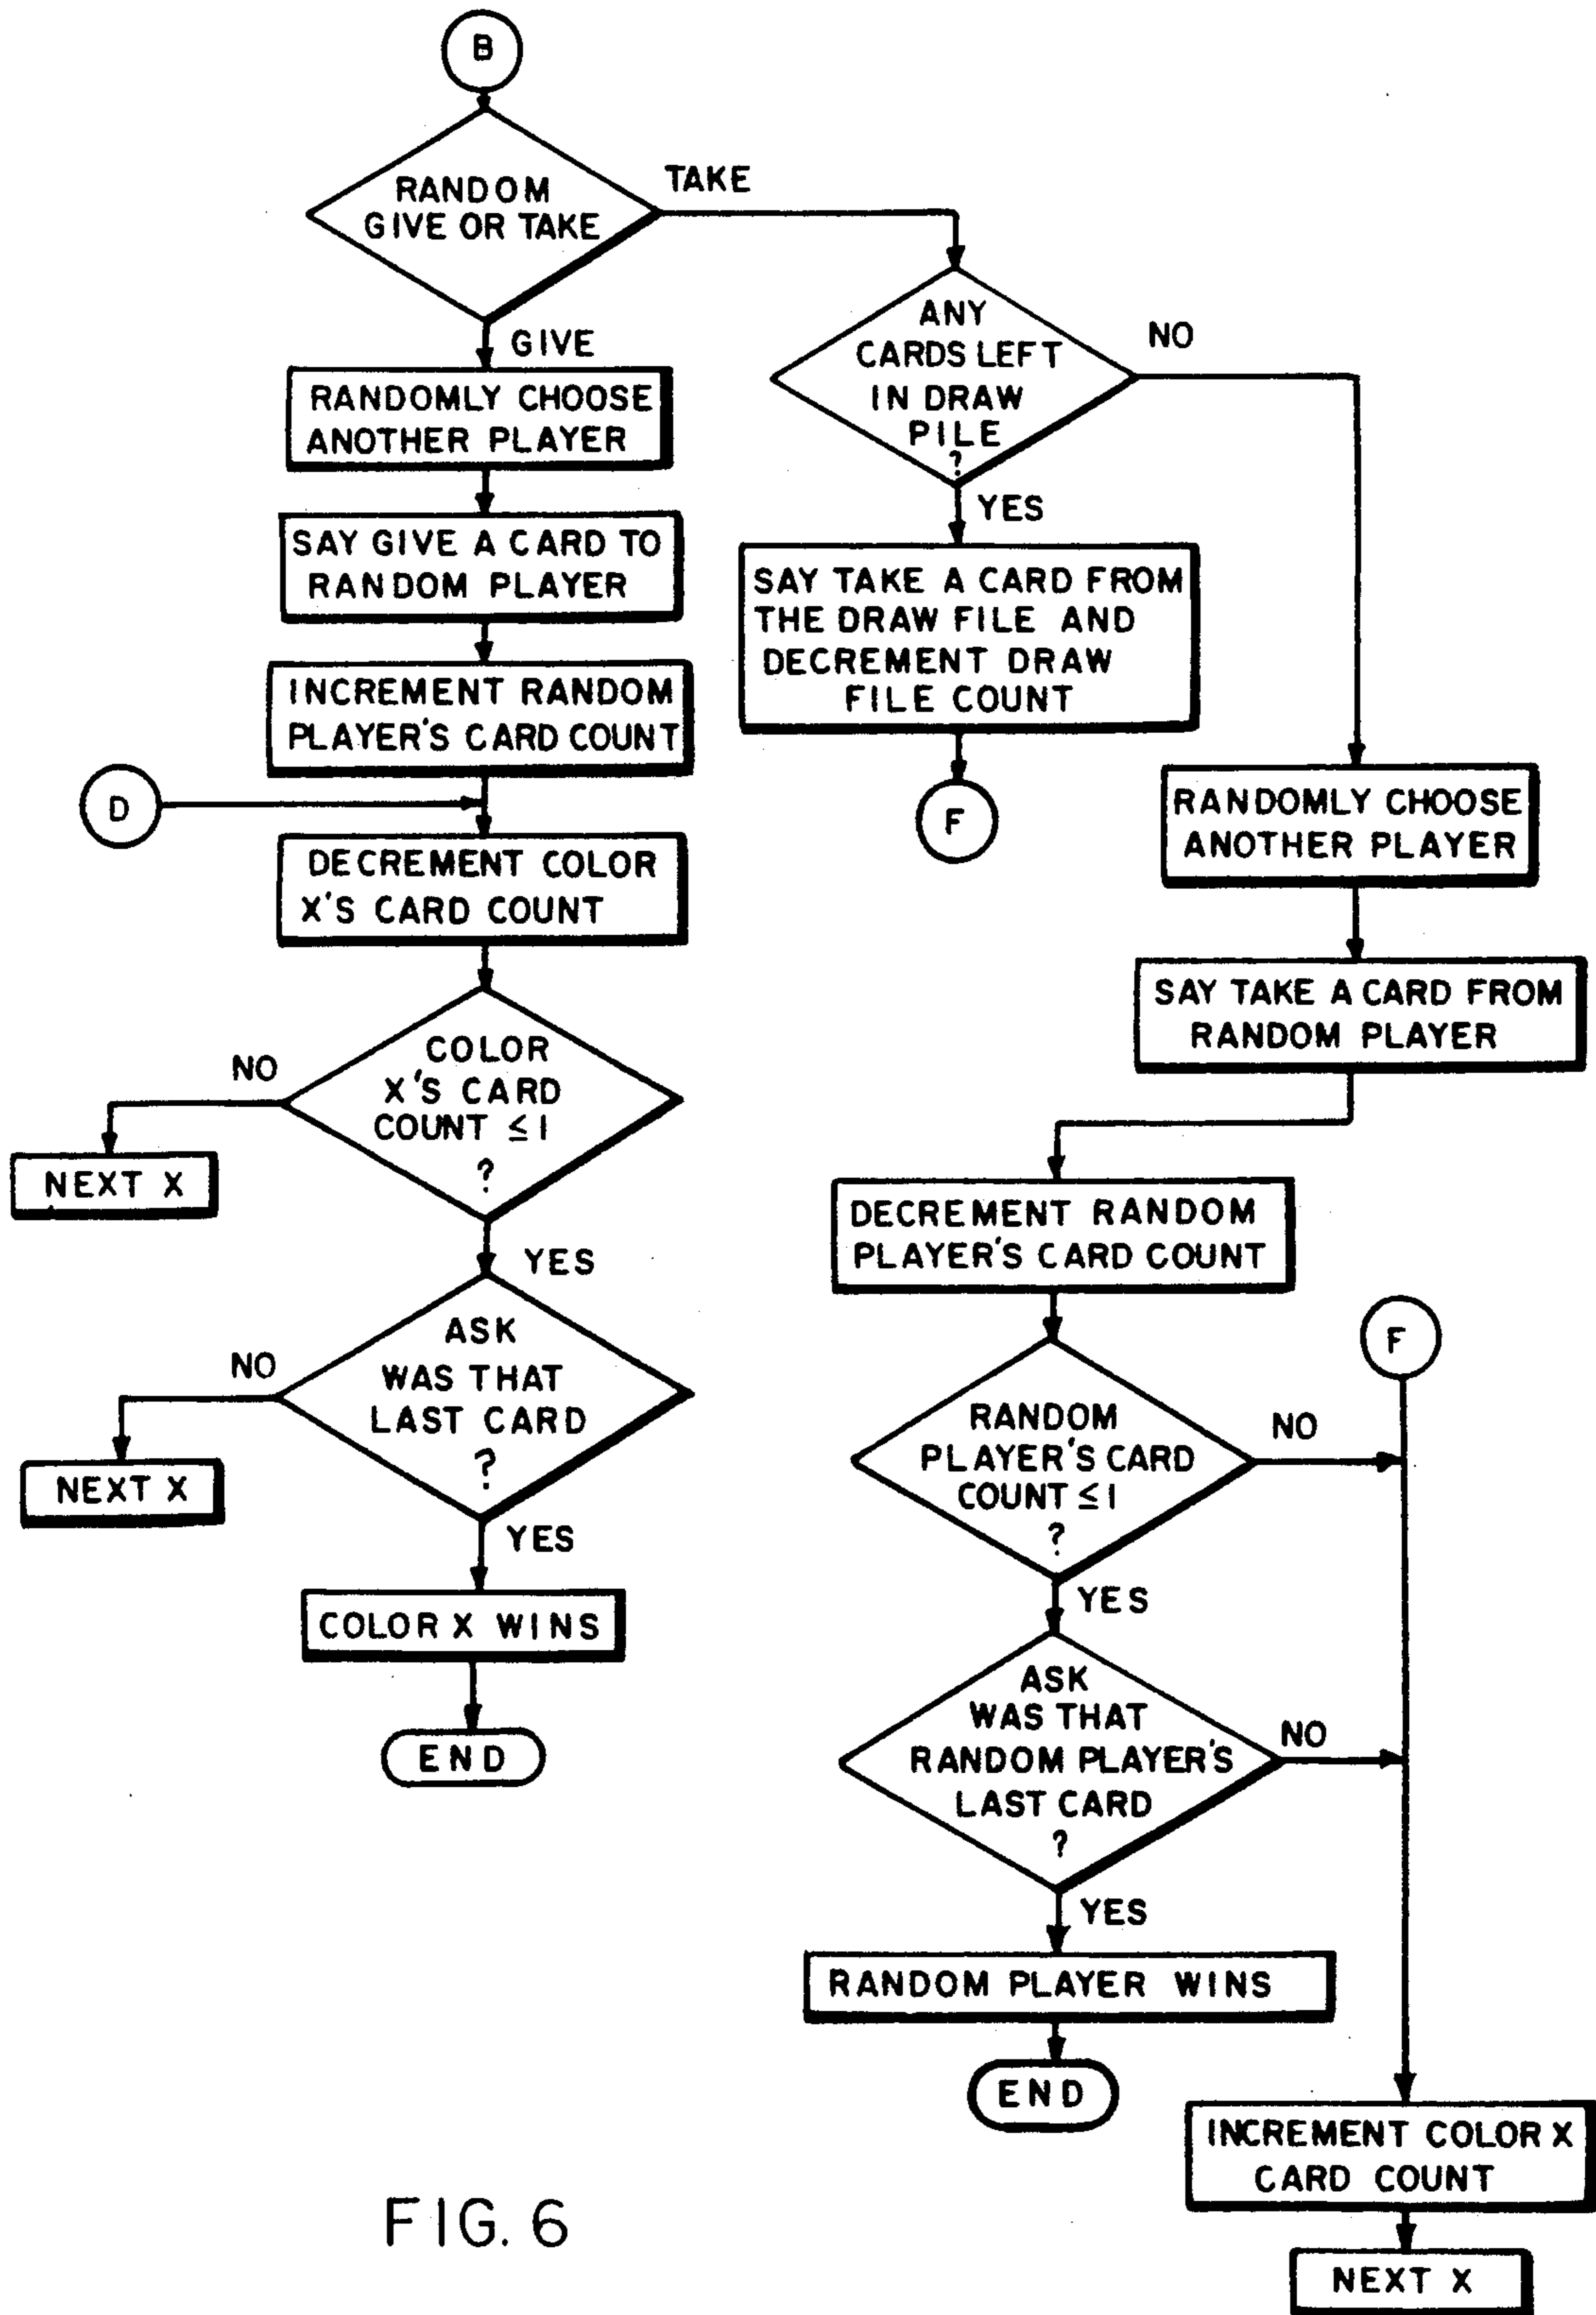 B
RANDOM
GIVE OR TAKE
TAKE
GIVE
RANDOMLY CHOOSE
ANOTHER PLAYER
SAY GIVE A CARD TO
RANDOM PLAYER
INCREMENT RANDOM
PLAYER'S CARD COUNT
D
DECREMENT COLOR
X'S CARD COUNT
COLOR
X'S CARD
COUNT ≤ 1
?
NO
NEXT X
YES
ASK
WAS THAT
LAST CARD
?
NO
NEXT X
YES
COLOR X WINS
END
ANY
CARDS LEFT
IN DRAW
PILE
?
NO
YES
SAY TAKE A CARD FROM
THE DRAW FILE AND
DECREMENT DRAW
FILE COUNT
F
RANDOMLY CHOOSE
ANOTHER PLAYER
SAY TAKE A CARD FROM
RANDOM PLAYER
DECREMENT RANDOM
PLAYER'S CARD COUNT
F
RANDOM
PLAYER'S CARD
COUNT ≤ 1
?
NO
YES
ASK
WAS THAT
RANDOM PLAYER'S
LAST CARD
?
NO
YES
RANDOM PLAYER WINS
END
INCREMENT COLOR X
CARD COUNT
NEXT X
FIG. 6